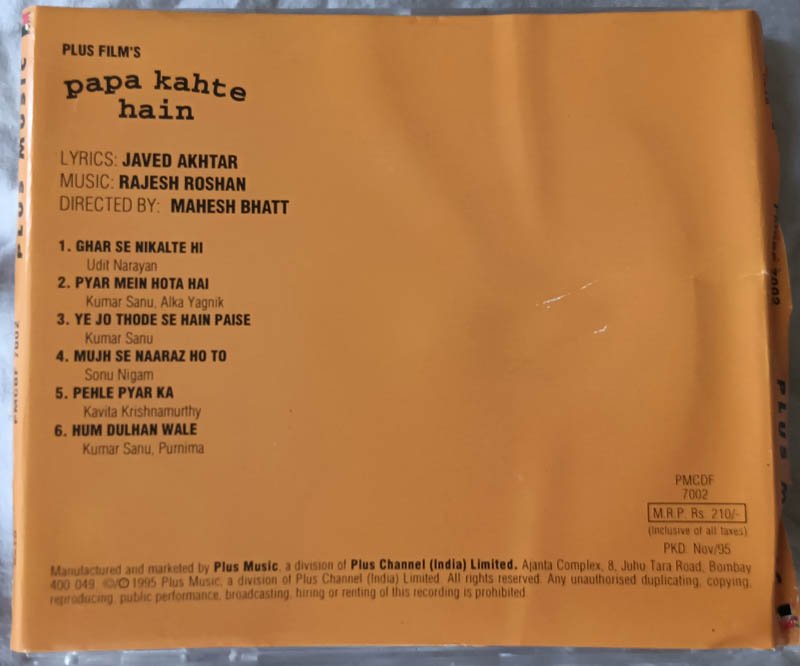 PLUS FILM'S
papa kahte
hain
LYRICS: JAVED AKHTAR
MUSIC: RAJESH ROSHAN
DIRECTED BY: MAHESH BHATT
1. GHAR SE NIKALTE HI
Udit Narayan
2. PYAR MEIN HOTA HAI
Kumar Sanu, Alka Yagnik
3. YE JO THODE SE HAIN PAISE
Kumar Sanu
4. MUJH SE NAARAZ HO TO
Sonu Nigam
5. PEHLE PYAR KA
Kavita Krishnamurthy
6. HUM DULHAN WALE
Kumar Sanu, Purnima
PMCDF
7002
M.R.P. Rs. 210/-
(Inclusive of all taxes)
PKD. Nov/95
Manufactured and marketed by Plus Music, a division of Plus Channel (India) Limited. Ajanta Complex, 8, Juhu Tara Road, Bombay
400 049. ©/℗ 1995 Plus Music, a division of Plus Channel (India) Limited. All rights reserved. Any unauthorised duplicating, copying,
reproducing, public performance, broadcasting, hiring or renting of this recording is prohibited
PLUS MUSIC
PMCDF 7002
7002
PLUS M